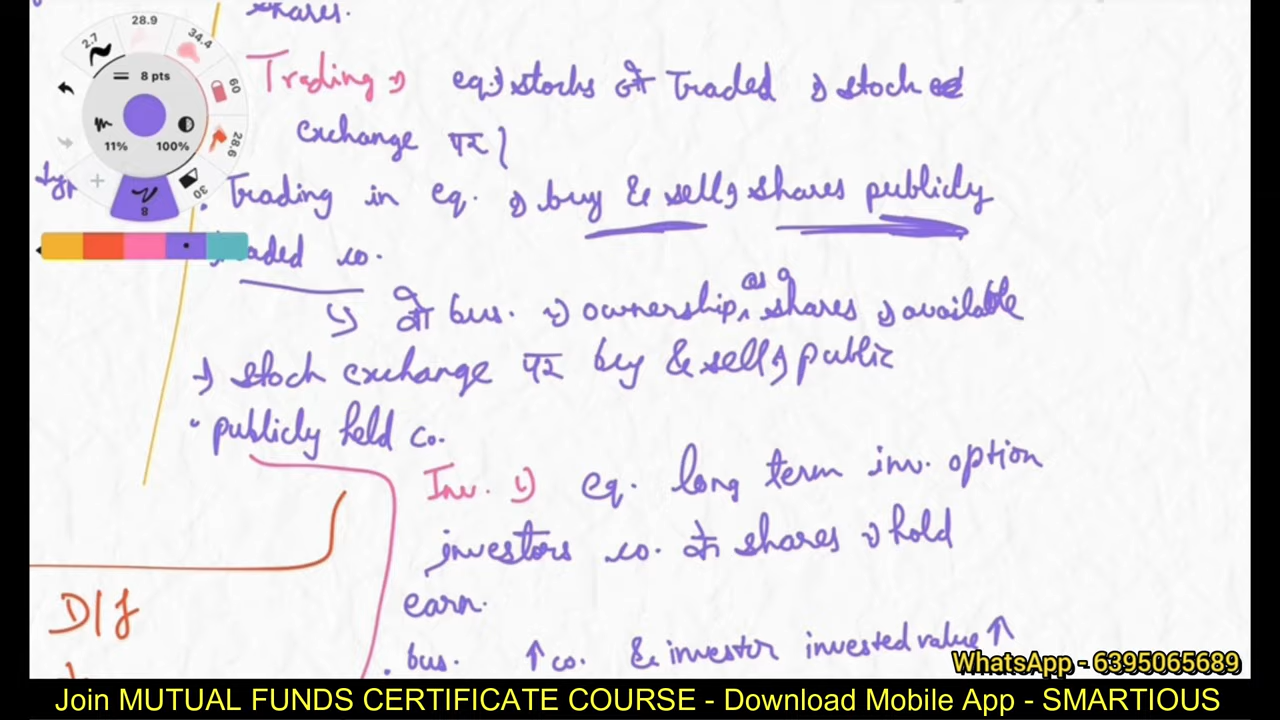 shares.
28.9
2.7
34.4
60
8 pts
28.6
11%
100%
30
8
Trading → eq. stocks को Traded stock
exchange पर |
Trading in eq. buy & sell shares publicly
aded co.
as a
जो bus. ownership shares available
stock exchange पर buy & sell public
publicly held co.
Inv. eq. long term inv. option
investors co. के shares hold
earn.
D/f
bus. ↑ co. & investor invested value ↑
WhatsApp - 6395065689
Join MUTUAL FUNDS CERTIFICATE COURSE - Download Mobile App - SMARTIOUS